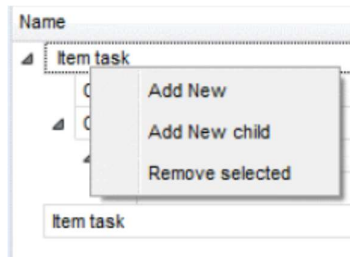 Name
Item task
Add New
Add New child
Remove selected
Item task